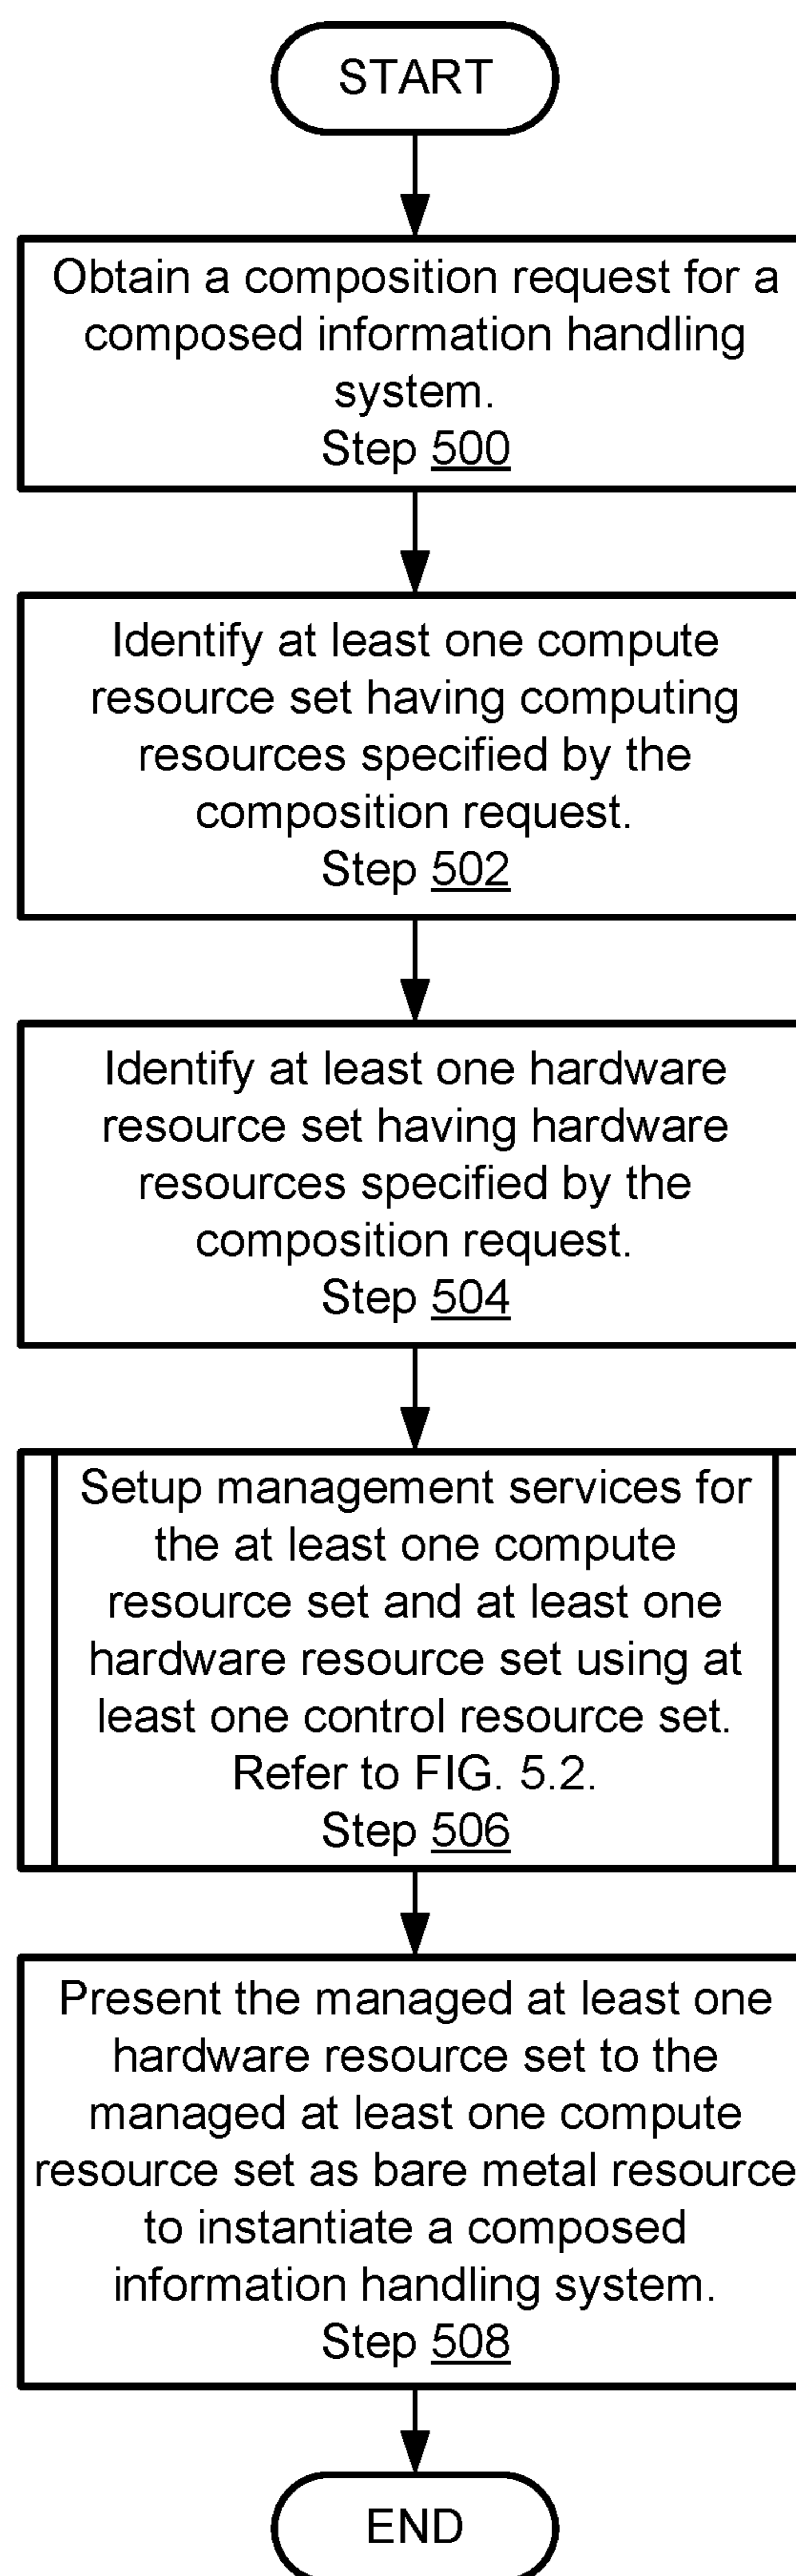 START
Obtain a composition request for a
composed information handling
system.
Step 500
Identify at least one compute
resource set having computing
resources specified by the
composition request.
Step 502
Identify at least one hardware
resource set having hardware
resources specified by the
composition request.
Step 504
Setup management services for
the at least one compute
resource set and at least one
hardware resource set using at
least one control resource set.
Refer to FIG. 5.2.
Step 506
Present the managed at least one
hardware resource set to the
managed at least one compute
resource set as bare metal resource
to instantiate a composed
information handling system.
Step 508
END